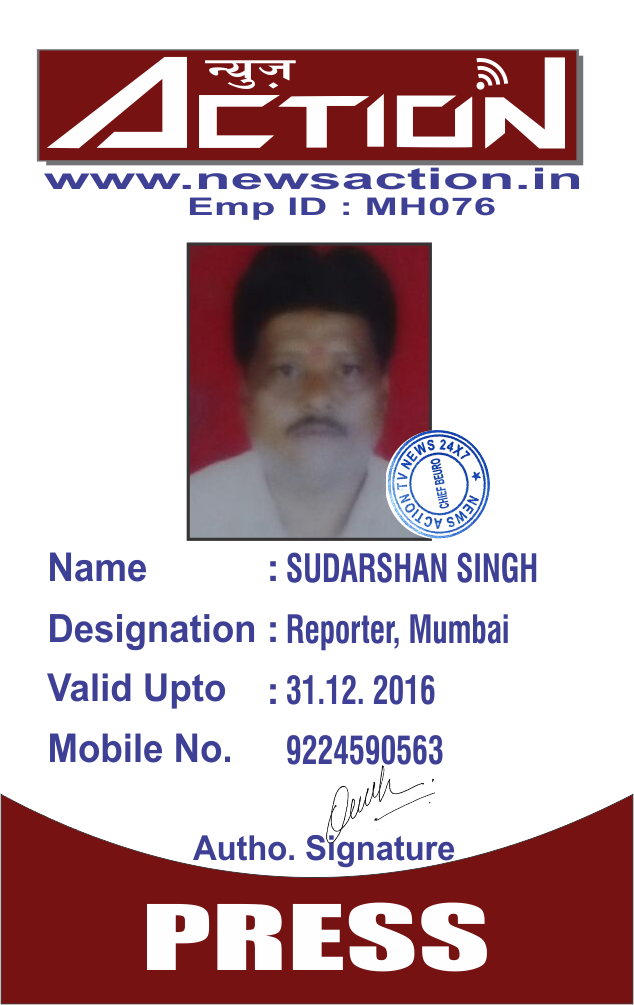 न्यूज़
ACTION
www.newsaction.in
Emp ID : MH076
NEWS ACTION TV NEWS 24X7 ★
CHIEF BEURO
Name : SUDARSHAN SINGH
Designation : Reporter, Mumbai
Valid Upto : 31.12. 2016
Mobile No. 9224590563
Autho. Signature
PRESS